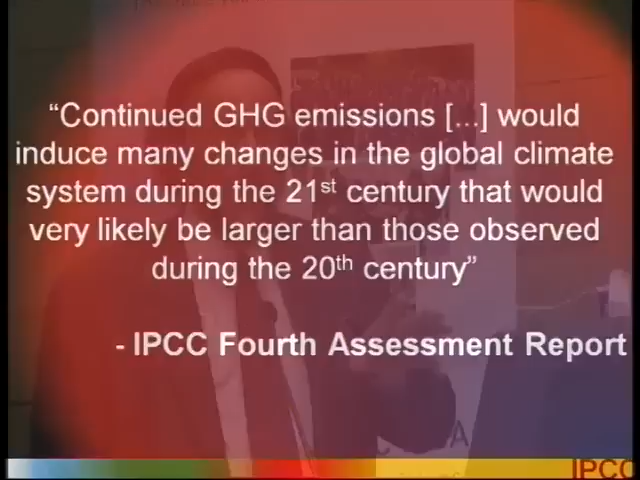 “Continued GHG emissions [...] would
induce many changes in the global climate
system during the 21st century that would
very likely be larger than those observed
during the 20th century”
- IPCC Fourth Assessment Report
IPCC